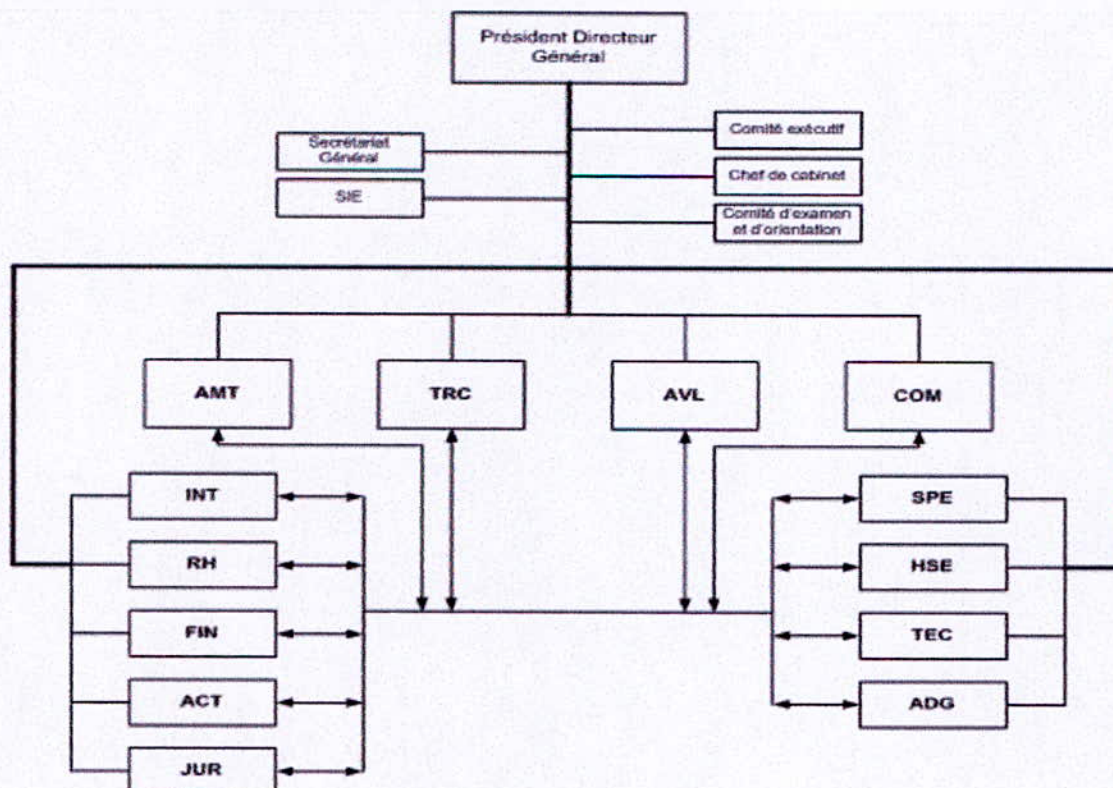 Président Directeur
Général
Comité exécutif
Secrétariat
Général
Chef de cabinet
SIE
Comité d'examen
et d'orientation
AMT
TRC
AVL
COM
INT
SPE
RH
HSE
FIN
TEC
ACT
ADG
JUR